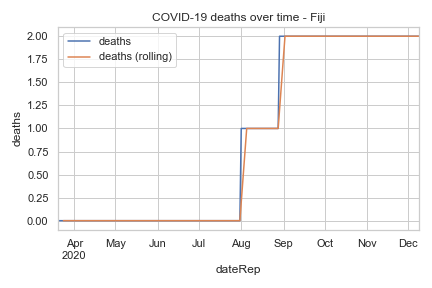 COVID-19 deaths over time - Fiji
deaths
deaths (rolling)
2.00
1.75
1.50
1.25
1.00
0.75
0.50
0.25
0.00
deaths
Apr May Jun Jul Aug Sep Oct Nov Dec
2020
dateRep